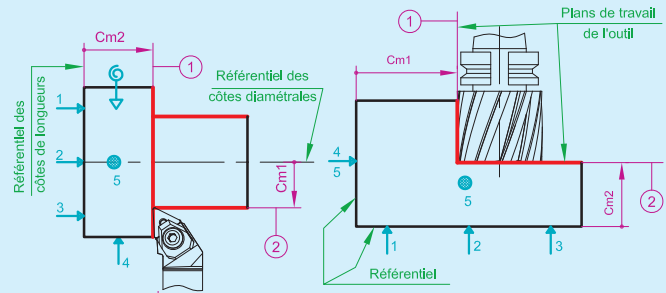 Cm2
1
Référentiel des
côtes de longueurs
1
2
3
4
5
Référentiel des
côtes diamétrales
Cm1
2
1
Plans de travail
de l'outil
Cm1
4
5
5
Cm2
2
1
2
3
Référentiel